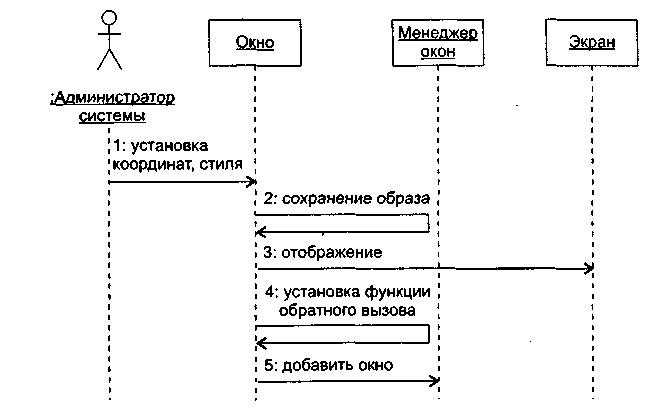 Окно
Менеджер
окон
Экран
:Администратор
системы
1: установка
координат, стиля
2: сохранение образа
3: отображение
4: установка функции
обратного вызова
5: добавить окно